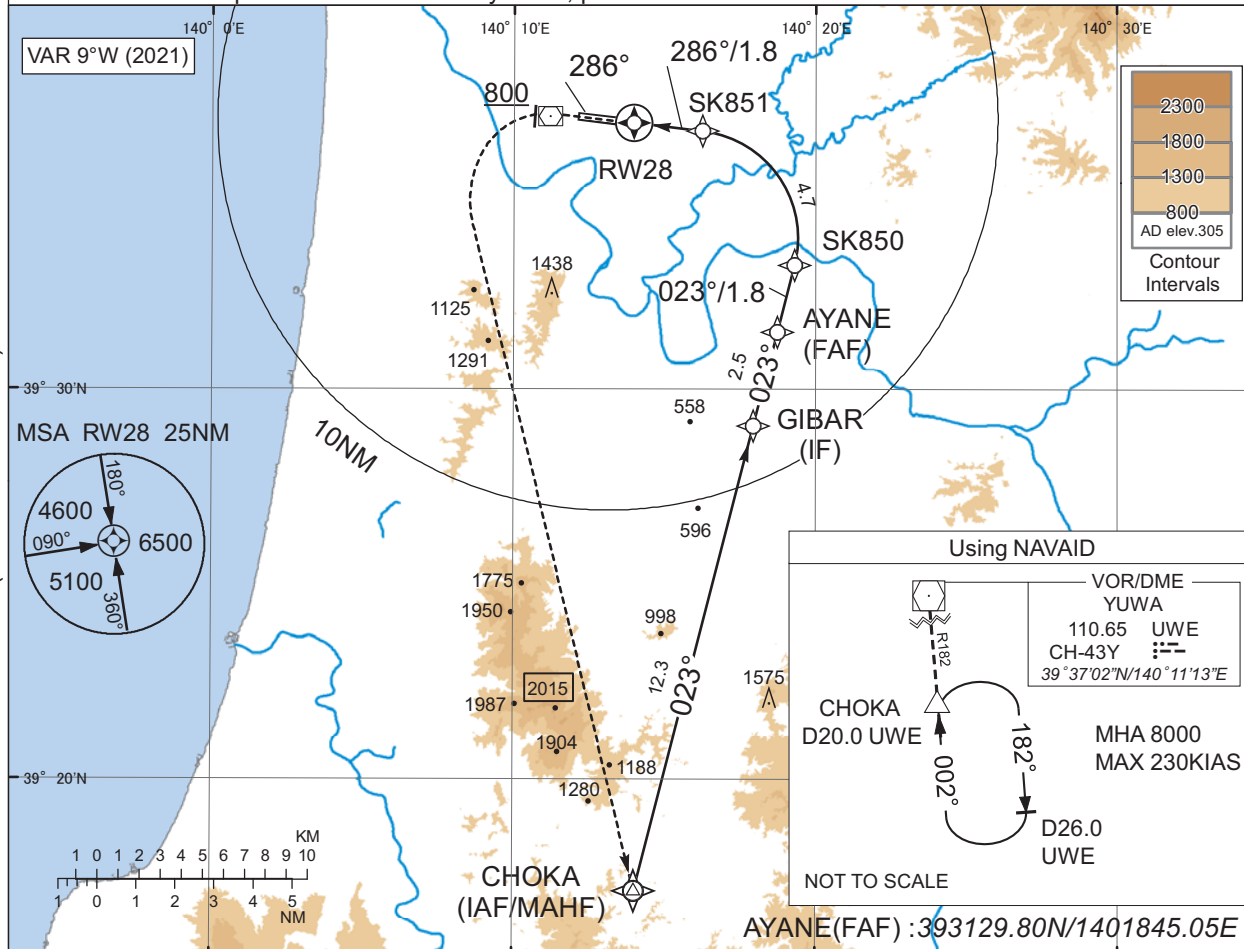 140° 0'E
140° 10'E
140° 20'E
140° 30'E
VAR 9°W (2021)
286°
286°/1.8
800
SK851
RW28
4.7
SK850
2300
1800
1300
800
AD elev.305
Contour
Intervals
1438
1125
1291
023°/1.8
AYANE
(FAF)
2.5
023°
39° 30'N
558
GIBAR
(IF)
MSA RW28 25NM
10NM
180°
4600
090°
6500
5100
360°
596
1775
1950
998
12.3
023°
2015
1987
1904
1575
1188
1280
39° 20'N
Using NAVAID
VOR/DME
YUWA
110.65 UWE
CH-43Y
39°37'02"N/140°11'13"E
R182
CHOKA
D20.0 UWE
182°
002°
MHA 8000
MAX 230KIAS
D26.0
UWE
NOT TO SCALE
KM
1 0 1 2 3 4 5 6 7 8 9 10
1 0 1 2 3 4 5
NM
CHOKA
(IAF/MAHF)
AYANE(FAF) :393129.80N/1401845.05E